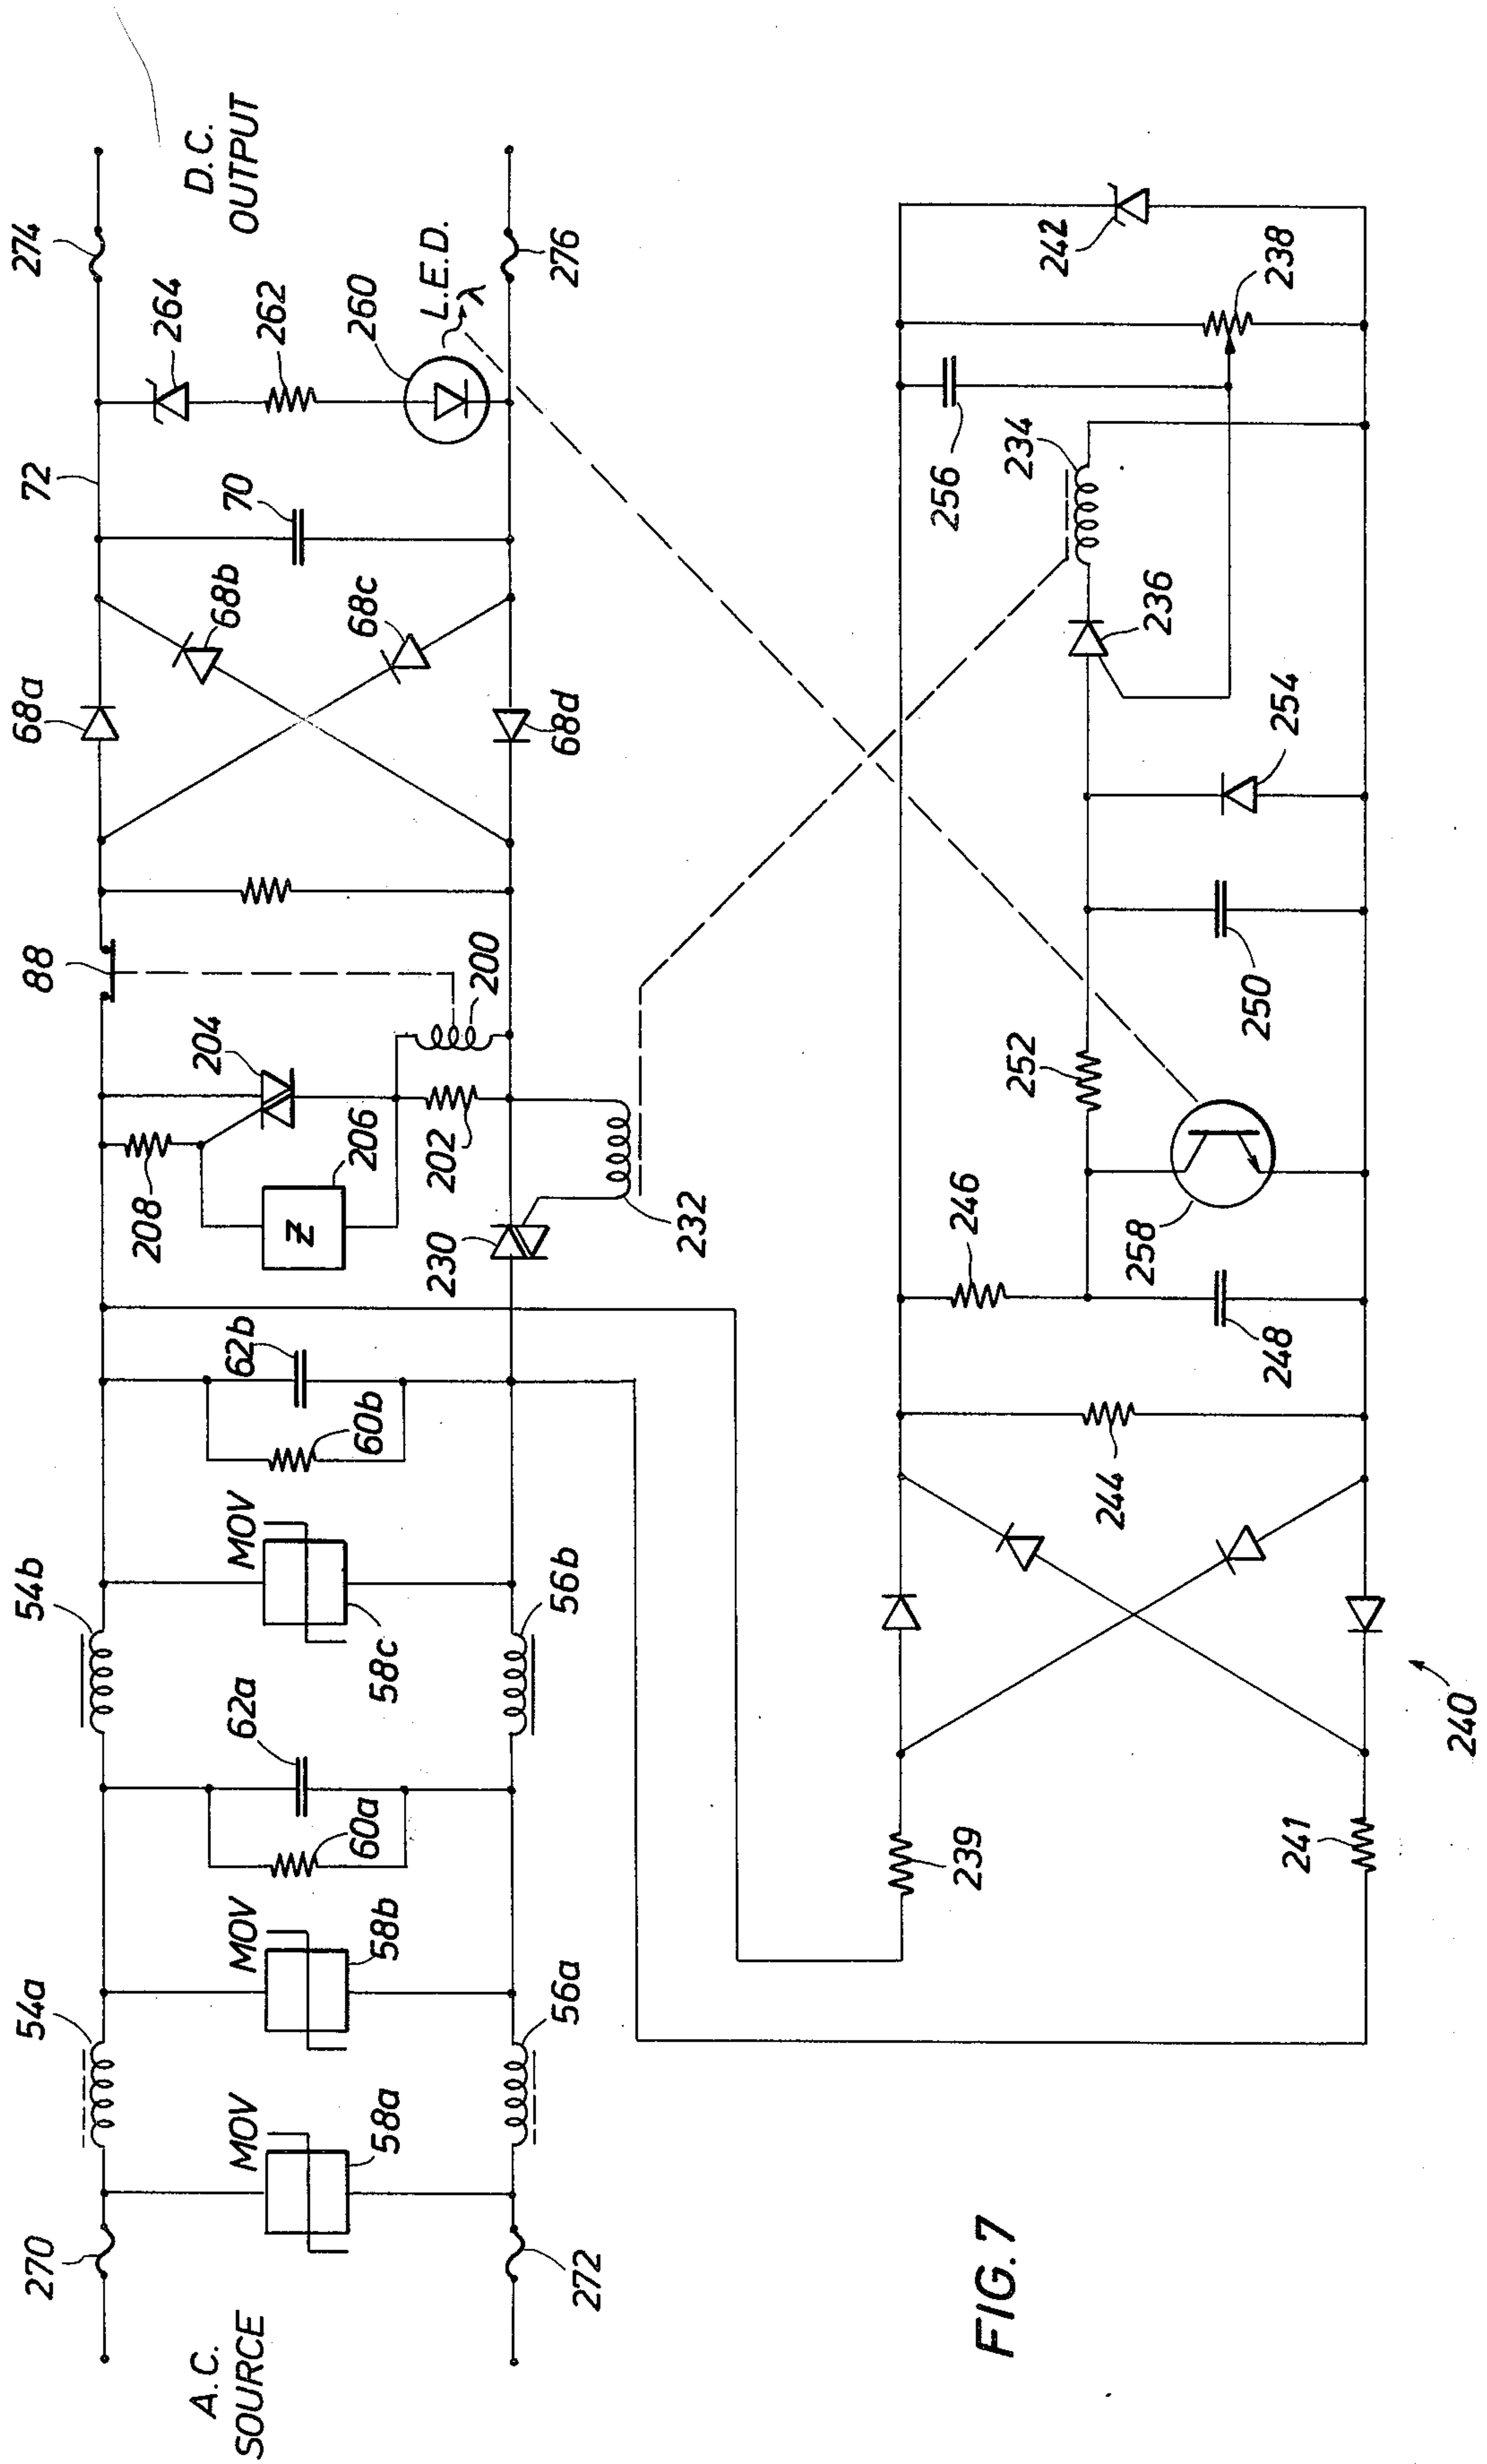 A.C.
SOURCE
270
272
MOV
58a
54a
56a
MOV
58b
60a
62a
54b
56b
MOV
58c
60b
62b
208
Z
206
204
230
202
232
200
88
68a
68b
68c
68d
70
72
264
262
260
L.E.D.
λ
274
276
D.C.
OUTPUT
239
241
240
244
246
248
258
252
250
254
236
234
256
238
242
FIG. 7